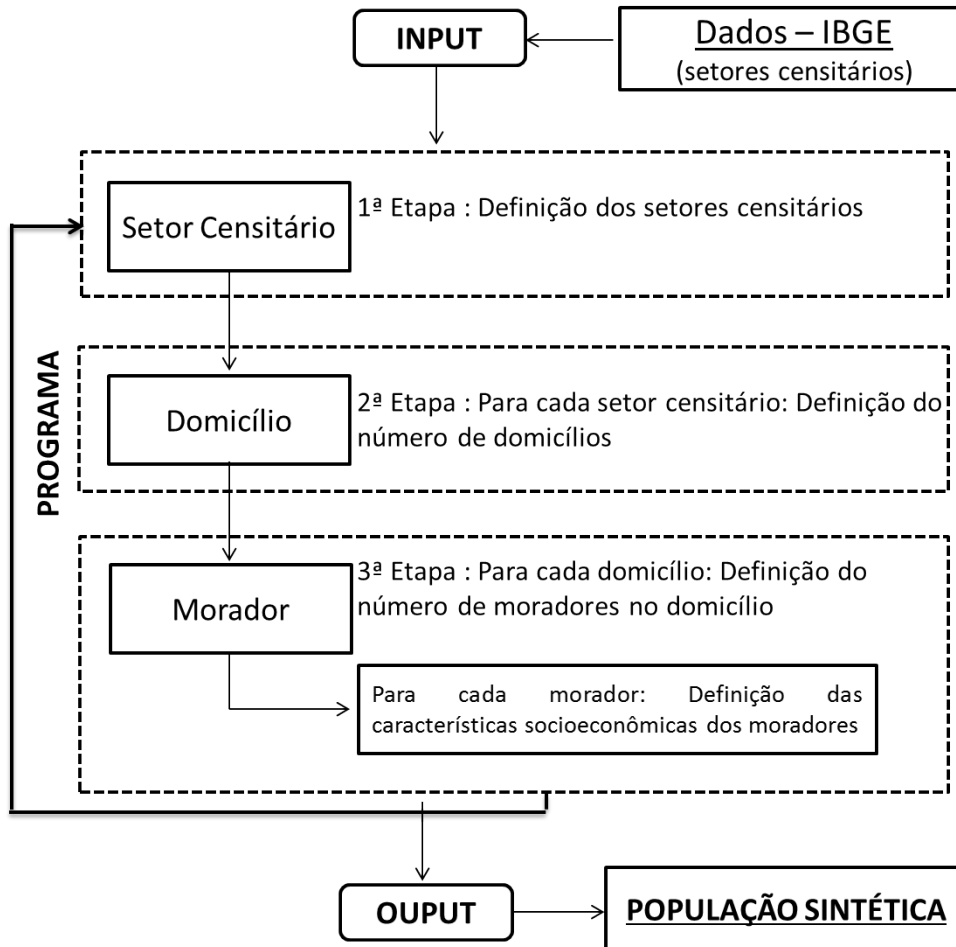 INPUT
Dados – IBGE
(setores censitários)
Setor Censitário
1ª Etapa : Definição dos setores censitários
PROGRAMA
Domicílio
2ª Etapa : Para cada setor censitário: Definição do
número de domicílios
Morador
3ª Etapa : Para cada domicílio: Definição do
número de moradores no domicílio
Para cada morador: Definição das
característísicas socioeconômicas dos moradores
OUPUT
POPULAÇÃO SINTÉTICA